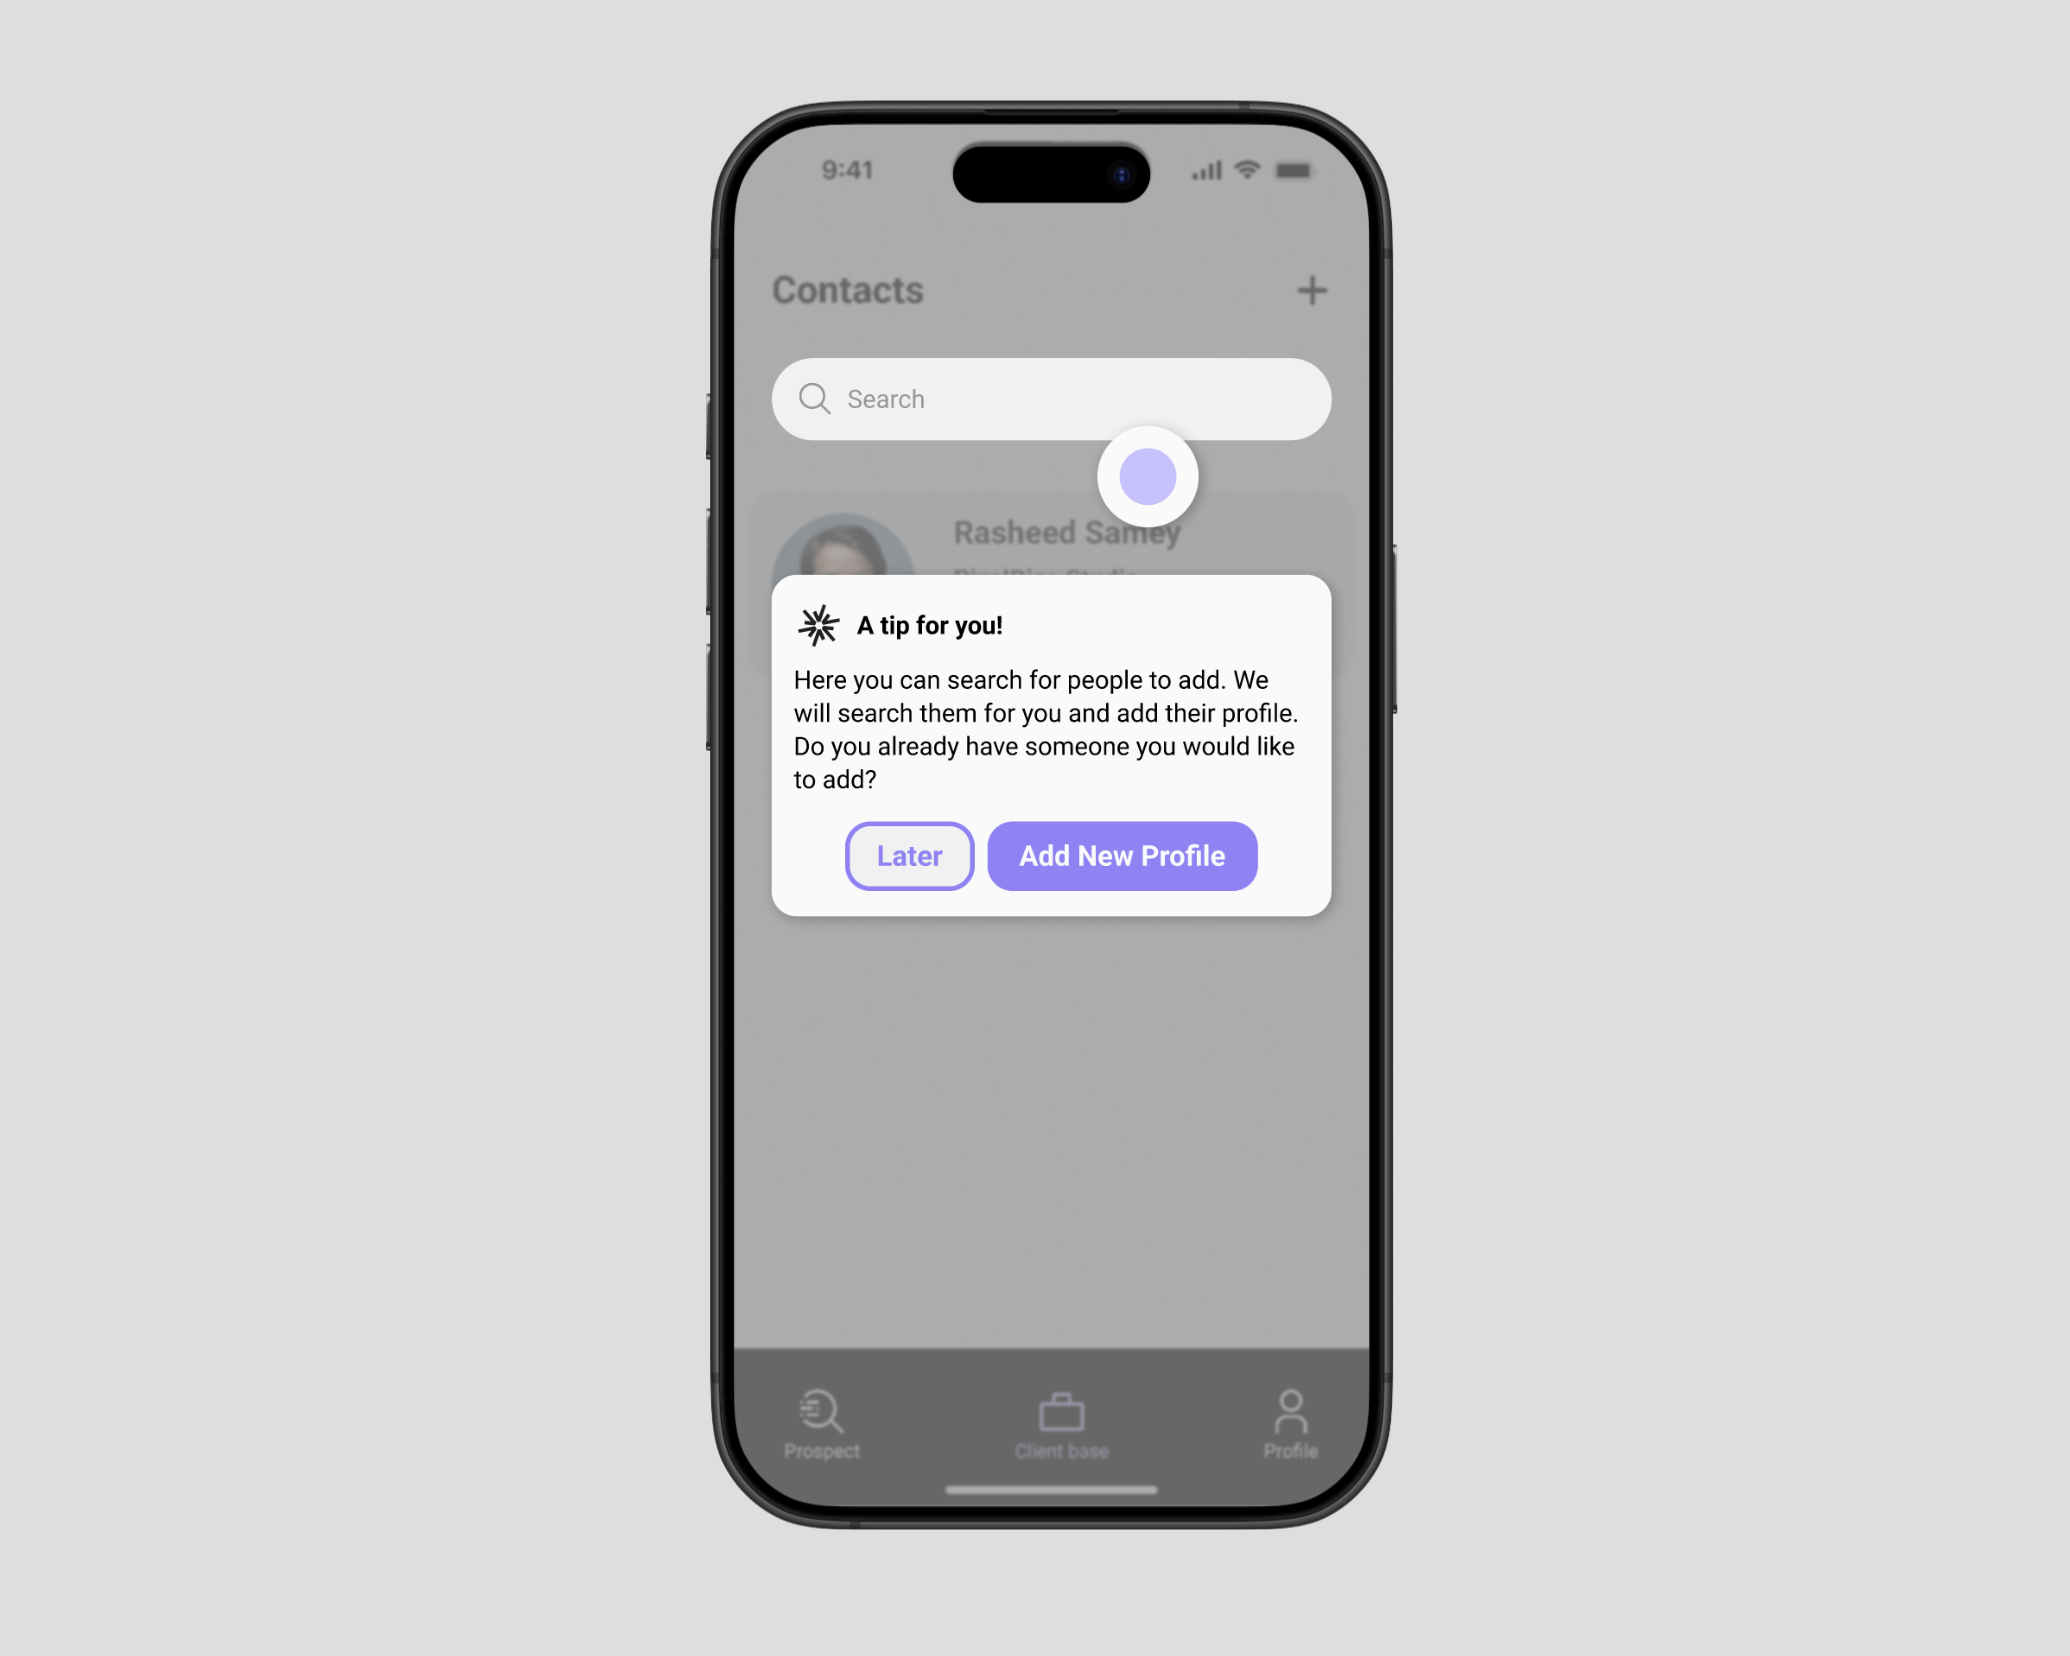 9:41
Contacts
Search
Rasheed Samey
A tip for you!
Here you can search for people to add. We
will search them for you and add their profile.
Do you already have someone you would like
to add?
Later
Add New Profile
Prospect
Client base
Profile